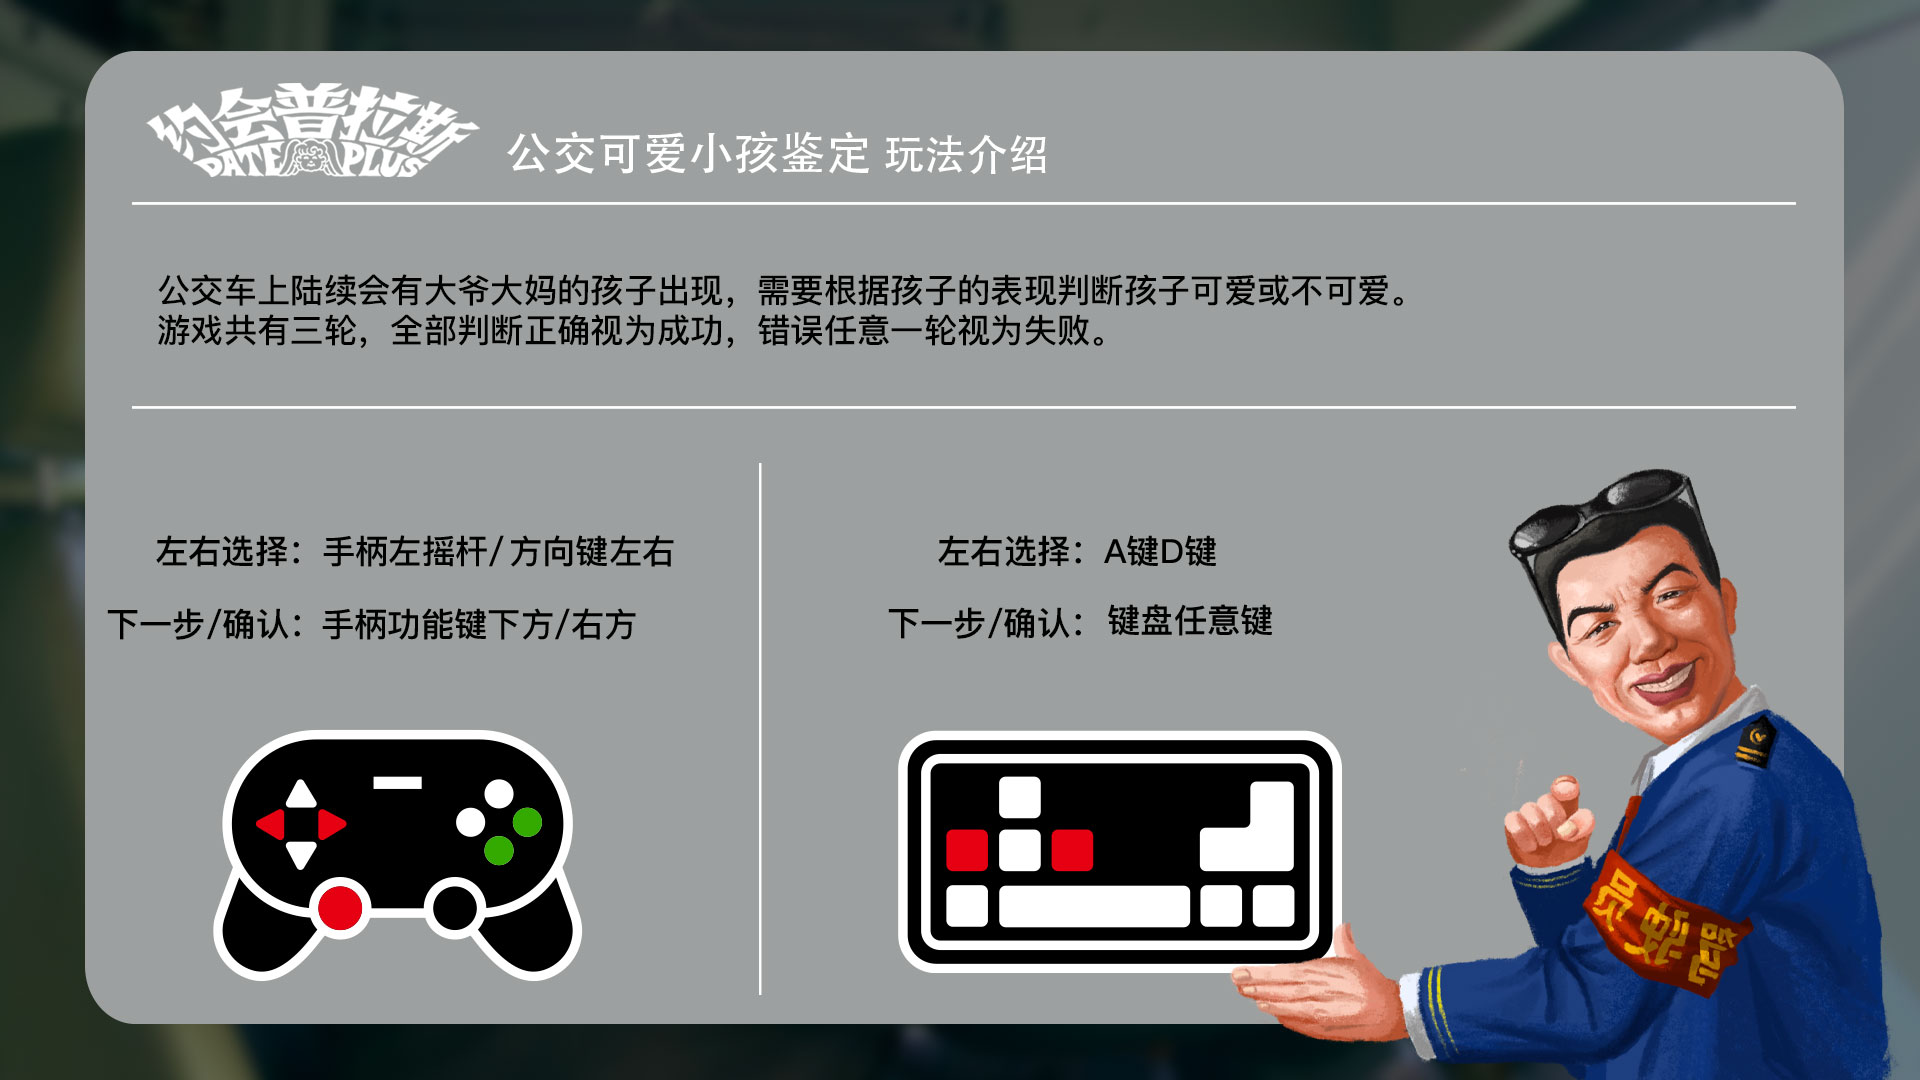 约会普拉斯
DATE PLUS
公交可爱小孩鉴定 玩法介绍
公交车上陆续会有大爷大妈的孩子出现，需要根据孩子的表现判断孩子可爱或不可爱。
游戏共有三轮，全部判断正确视为成功，错误任意一轮视为失败。
左右选择：手柄左摇杆/方向键左右
下一步/确认：手柄功能键下方/右方
左右选择：A键D键
下一步/确认：键盘任意键